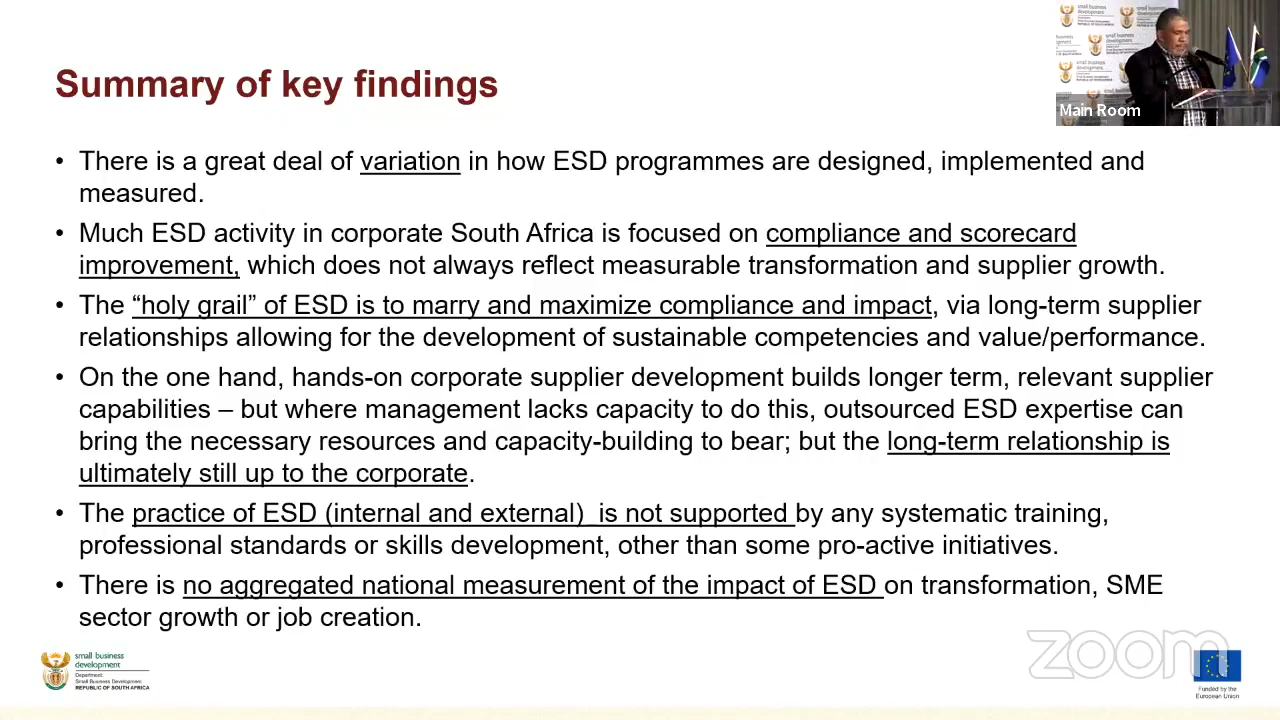 small business
development
Main Room
Summary of key findings
• There is a great deal of variation in how ESD programmes are designed, implemented and
measured.
• Much ESD activity in corporate South Africa is focused on compliance and scorecard
improvement, which does not always reflect measurable transformation and supplier growth.
• The “holy grail” of ESD is to marry and maximize compliance and impact, via long-term supplier
relationships allowing for the development of sustainable competencies and value/performance.
• On the one hand, hands-on corporate supplier development builds longer term, relevant supplier
capabilities – but where management lacks capacity to do this, outsourced ESD expertise can
bring the necessary resources and capacity-building to bear; but the long-term relationship is
ultimately still up to the corporate.
• The practice of ESD (internal and external) is not supported by any systematic training,
professional standards or skills development, other than some pro-active initiatives.
• There is no aggregated national measurement of the impact of ESD on transformation, SME
sector growth or job creation.
small business
development
Department:
Small Business Development
REPUBLIC OF SOUTH AFRICA
zoom
Funded by the
European Union